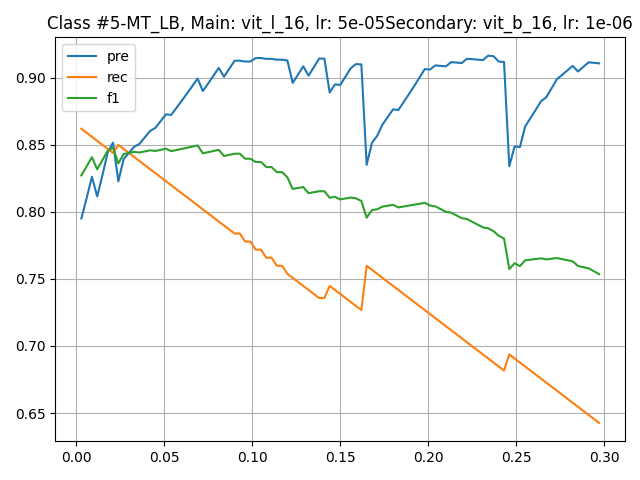 Class #5-MT_LB, Main: vit_l_16, lr: 5e-05Secondary: vit_b_16, lr: 1e-06
pre
rec
f1
0.90
0.85
0.80
0.75
0.70
0.65
0.00 0.05 0.10 0.15 0.20 0.25 0.30